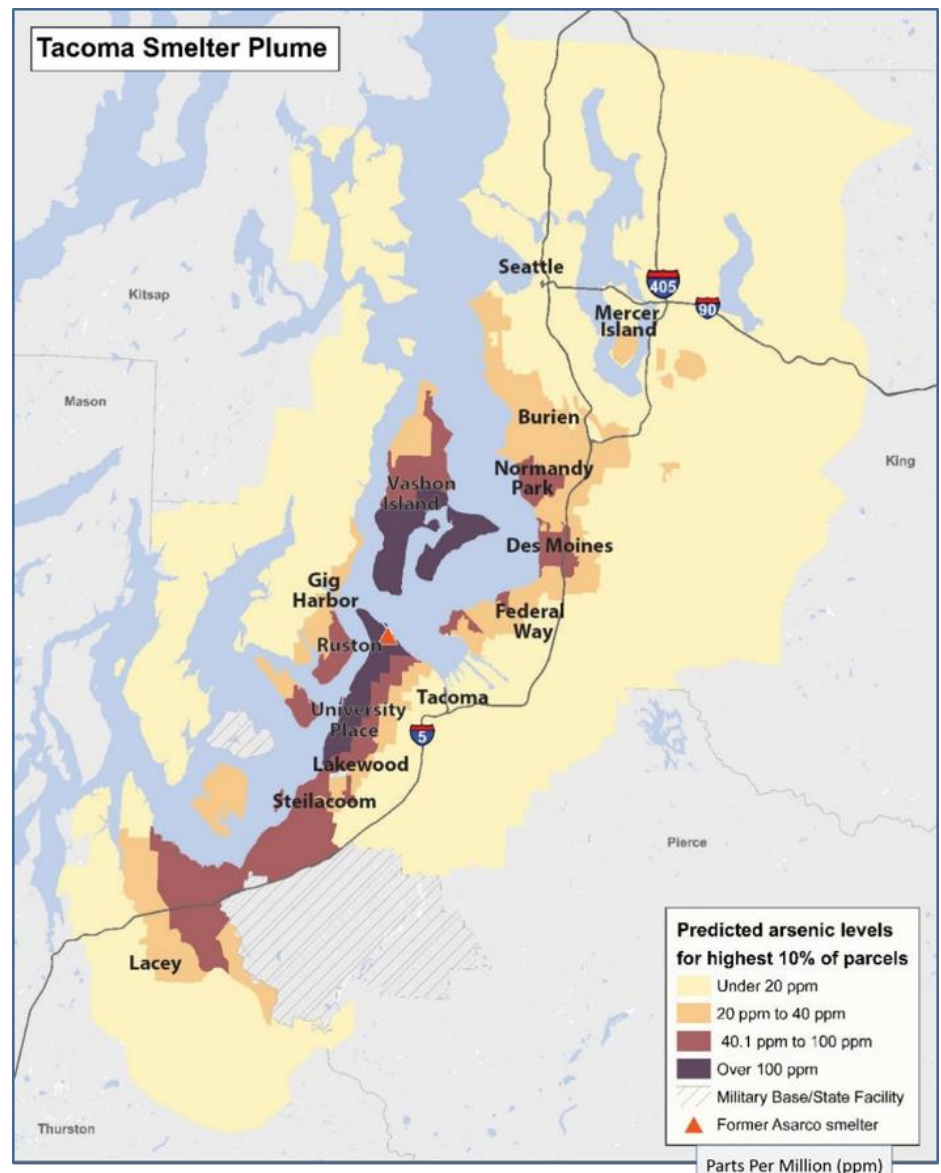 Tacoma Smelter Plume
Seattle
405
90
Kitsap
Mercer
Island
Mason
Burien
King
Normandy
Park
Vashon
Island
Des Moines
Gig
Harbor
Federal
Way
Ruston
Tacoma
University
Place
5
Lakewood
Steilacoom
Pierce
Lacey
Thurston
Predicted arsenic levels
for highest 10% of parcels
Under 20 ppm
20 ppm to 40 ppm
40.1 ppm to 100 ppm
Over 100 ppm
Military Base/State Facility
Former Asarco smelter
Parts Per Million (ppm)